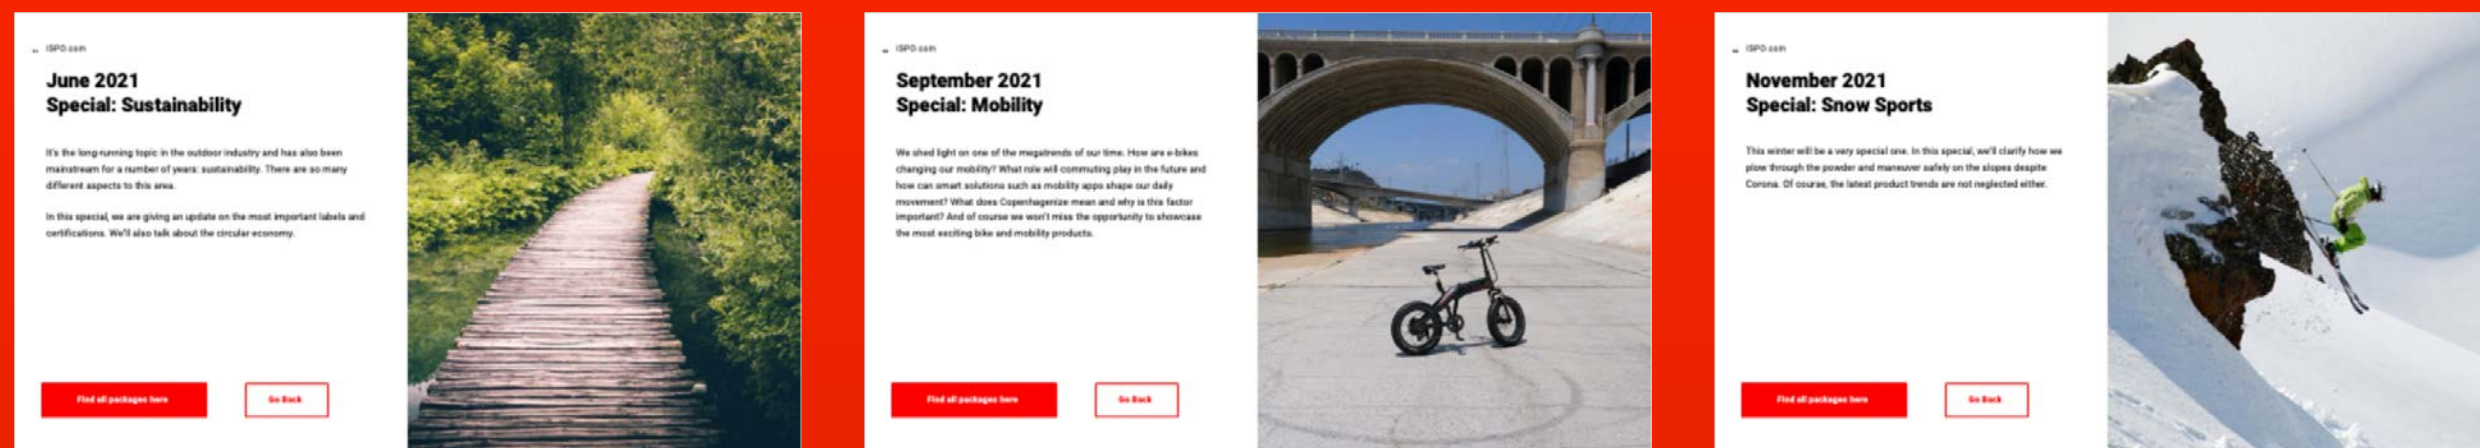 ISPO.com
June 2021
Special: Sustainability
It's the long-running topic in the outdoor industry and has also been
mainstream for a number of years: sustainability. There are so many
different aspects to this area.
In this special, we are giving an update on the most important labels and
certifications. We'll also talk about the circular economy.
Find all packages here
Go Back
ISPO.com
September 2021
Special: Mobility
We shed light on one of the megatrends of our time. How are e-bikes
changing our mobility? What role will commuting play in the future and
how can smart solutions such as mobility apps shape our daily
movement? What does Copenhagenize mean and why is this factor
important? And of course we won't miss the opportunity to showcase
the most exciting bike and mobility products.
Find all packages here
Go Back
ISPO.com
November 2021
Special: Snow Sports
This winter will be a very special one. In this special, we'll clarify how we
plow through the powder and maneuver safely on the slopes despite
Corona. Of course, the latest product trends are not neglected either.
Find all packages here
Go Back